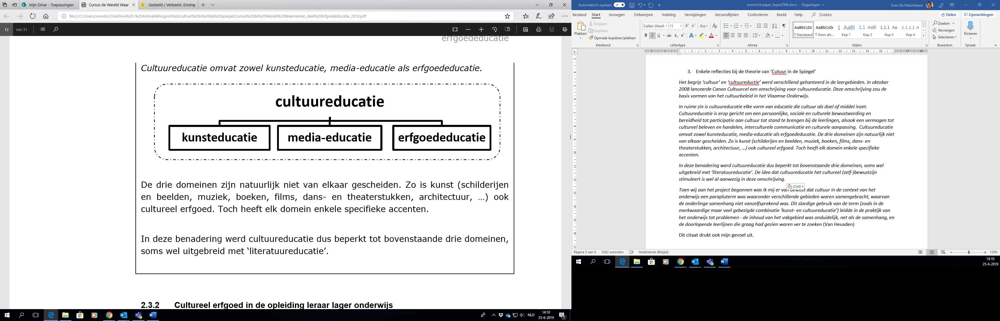 Mijn Dinar - Toepassingen
Cursus de Wereld Waar
Gedeeld / Verbeeld. Eindrap
file:///C:/Users/svendm/OneDrive%20-%20Arteveldehogeschool/cultuur%20in%20de%20spiegel/Cursus%20de%20Wereld%20Waarnemen_deel%20Erfgoededucatie_2018.pdf
12 van 31
erfgoededucatie
Cultuureducatie omvat zowel kunsteducatie, media-educatie als erfgoededucatie.
cultuureducatie
kunsteducatie
media-educatie
erfgoededucatie
De drie domeinen zijn natuurlijk niet van elkaar gescheiden. Zo is kunst (schilderijen
en beelden, muziek, boeken, films, dans- en theaterstukken, architectuur, …) ook
cultureel erfgoed. Toch heeft elk domein enkele specifieke accenten.
In deze benadering werd cultuureducatie dus beperkt tot bovenstaande drie domeinen,
soms wel uitgebreid met ‘literatuureducatie’.
2.3.2 Cultureel erfgoed in de opleiding leraar lager onderwijs
NLD
14:10
25-6-2019
Automatisch opslaan
overzicht paper_kopie2506.docx - Opgeslagen
Sven De Maertelaere
Bestand Start Invoegen Ontwerpen Indeling Verwijzingen Verzendlijsten Controleren Beeld Help Zoeken
Delen Opmerkingen
Plakken
Knippen
Kopiëren
Opmaak kopiëren/plakken
Klembord
Calibri (Hoof 11
Lettertype
Alinea
AaBbCcDc AaBbCcDc 1 AaBb 1.1 AaBl 1.1.1 Aa 1.1.1.1 A
¶ Standaard ¶ Geen afs... Kop 1 Kop 2 Kop 3 Kop 4
Stijlen
Zoeken
Vervangen
Selecteren
Bewerken
Dicteren
Spraak
3. Enkele reflecties bij de theorie van ‘Cutuur in de Spiegel’
Het begrip ‘cultuur’ en ‘cultuureductie’ werd verschillend gehanteerd in de leergebieden. In oktober
2008 lanceerde Canon Cultuurcel een omschrijving voor cultuureducatie. Deze omschrijving zou de
basis vormen van het cultuurbeleid in het Vlaamse Onderwijs.
In ruime zin is cultuureducatie elke vorm van educatie die cultuur als doel of middel inzet.
Cultuureducatie is erop gericht om een persoonlijke, sociale en culturele bewustwording en
bereidheid tot participatie aan cultuur tot stand te brengen bij de leerlingen, alsook een vermogen tot
cultureel beleven en handelen, interculturele communicatie en culturele aanpassing. Cultuureducatie
omvat zowel kunsteducatie, media-educatie als erfgoededucatie. De drie domeinen zijn natuurlijk niet
van elkaar gescheiden. Zo is kunst (schilderijen en beelden, muziek, boeken, films, dans- en
theaterstukken, architectuur, …) ook cultureel erfgoed. Toch heeft elk domein enkele specifieke
accenten.
In deze benadering werd cultuureducatie dus beperkt tot bovenstaande drie domeinen, soms wel
uitgebreid met ‘literatuureducatie’. De idee dat cultuureducatie het cultureel (zelf-)bewustzijn
stimuleert is wel al aanwezig in deze omschrijving.
(Ctrl)
Toen wij aan het project begonnen was ik mij er van bewust dat cultuur in de context van het
onderwijs een parapluterm was waaronder verschillende gebieden waren samengebracht, waarvan
de onderlinge samenhang niet vanzelfsprekend was. Dit slordige gebruik van de term (zoals in de
merkwaardige maar veel gebezigde combinatie ‘kunst- en cultuureducatie’) leidde in de praktijk van
het onderwijs tot problemen - de inhoud van het vakgebied was onduidelijk, net als de samenhang, en
de doorlopende leerlijnen die graag had gezien waren ver te zoeken (Van Heusden)
Dit citaat drukt ook mijn gevoel uit.
Pagina 5 van 9 3262 woorden Nederlands (België)
120%
14:10
25-6-2019